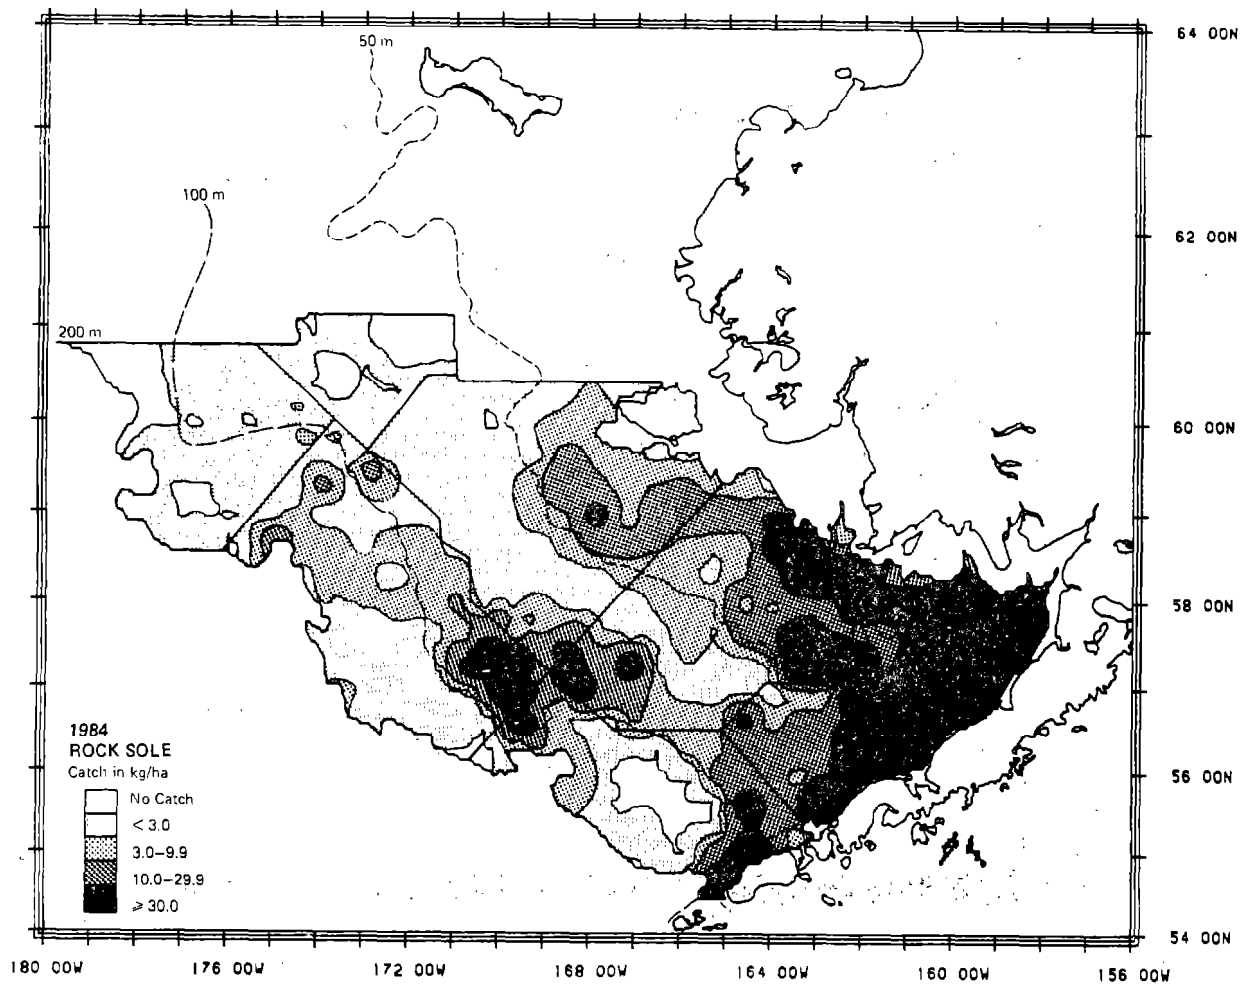 50 m
64 00N
100 m
62 00N
200 m
60 00N
58 00N
1984
ROCK SOLE
Catch in kg/ha
No Catch
< 3.0
3.0–9.9
10.0–29.9
⩾ 30.0
56 00N
54 00N
180 00W 176 00W 172 00W 168 00W 164 00W 160 00W 156 00W